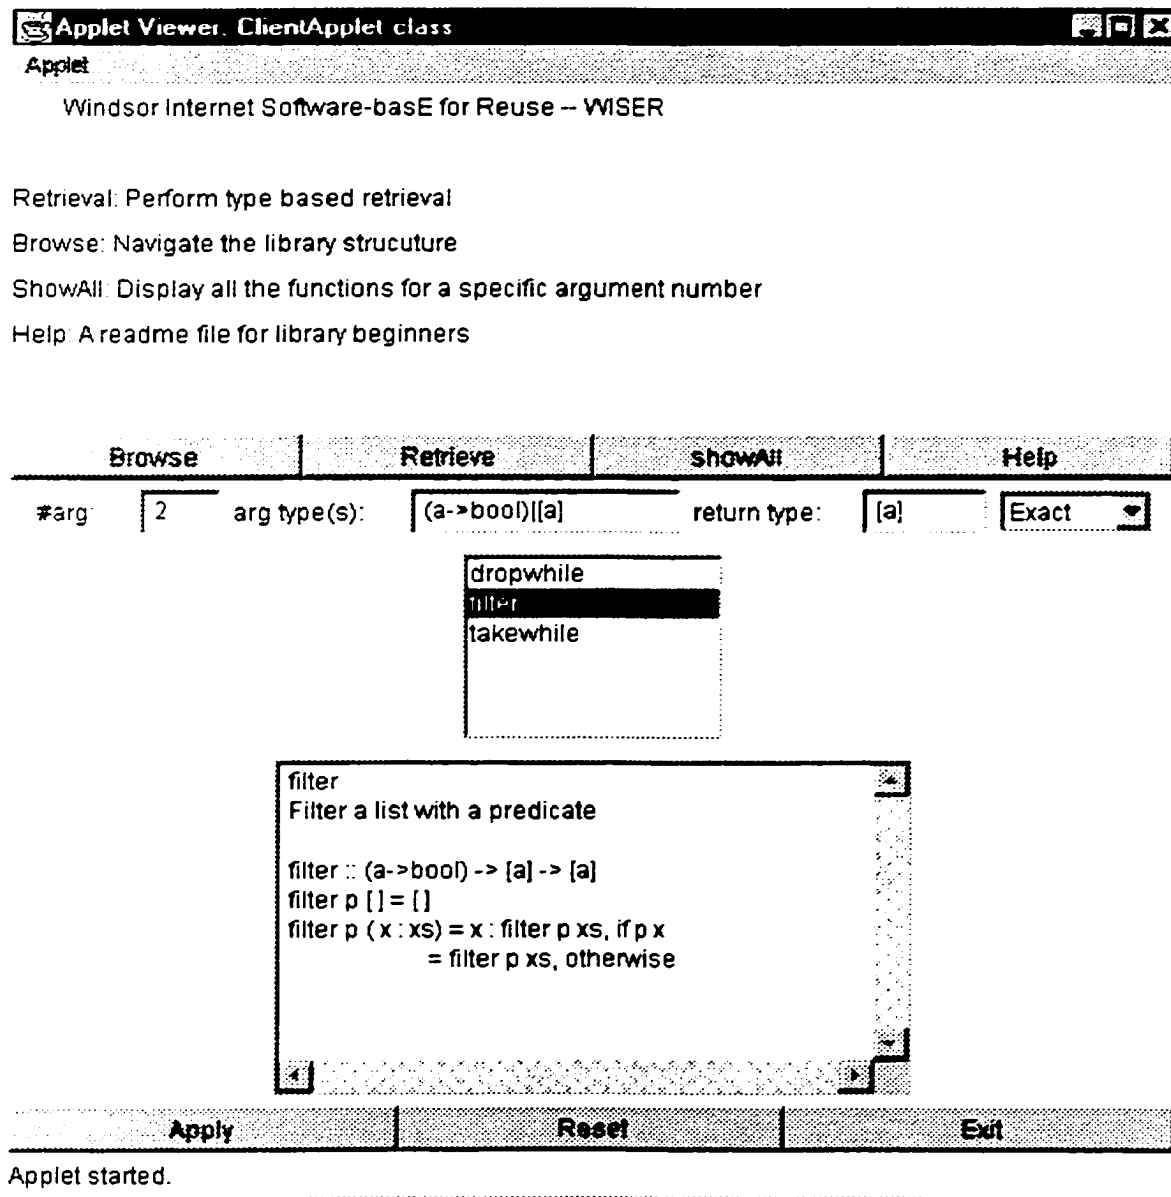 Applet Viewer. ClientApplet class
Applet
Windsor Internet Software-basE for Reuse -- WISER
Retrieval: Perform type based retrieval
Browse: Navigate the library strucuture
ShowAll: Display all the functions for a specific argument number
Help: A readme file for library beginners
Browse Retrieve showAll Help
#arg: 2 arg type(s): (a->bool)|[a] return type: [a] Exact
dropwhile
filter
takewhile
filter
Filter a list with a predicate
filter :: (a->bool) -> [a] -> [a]
filter p [ ] = [ ]
filter p ( x : xs) = x : filter p xs, if p x
= filter p xs, otherwise
Apply Reset Exit
Applet started.